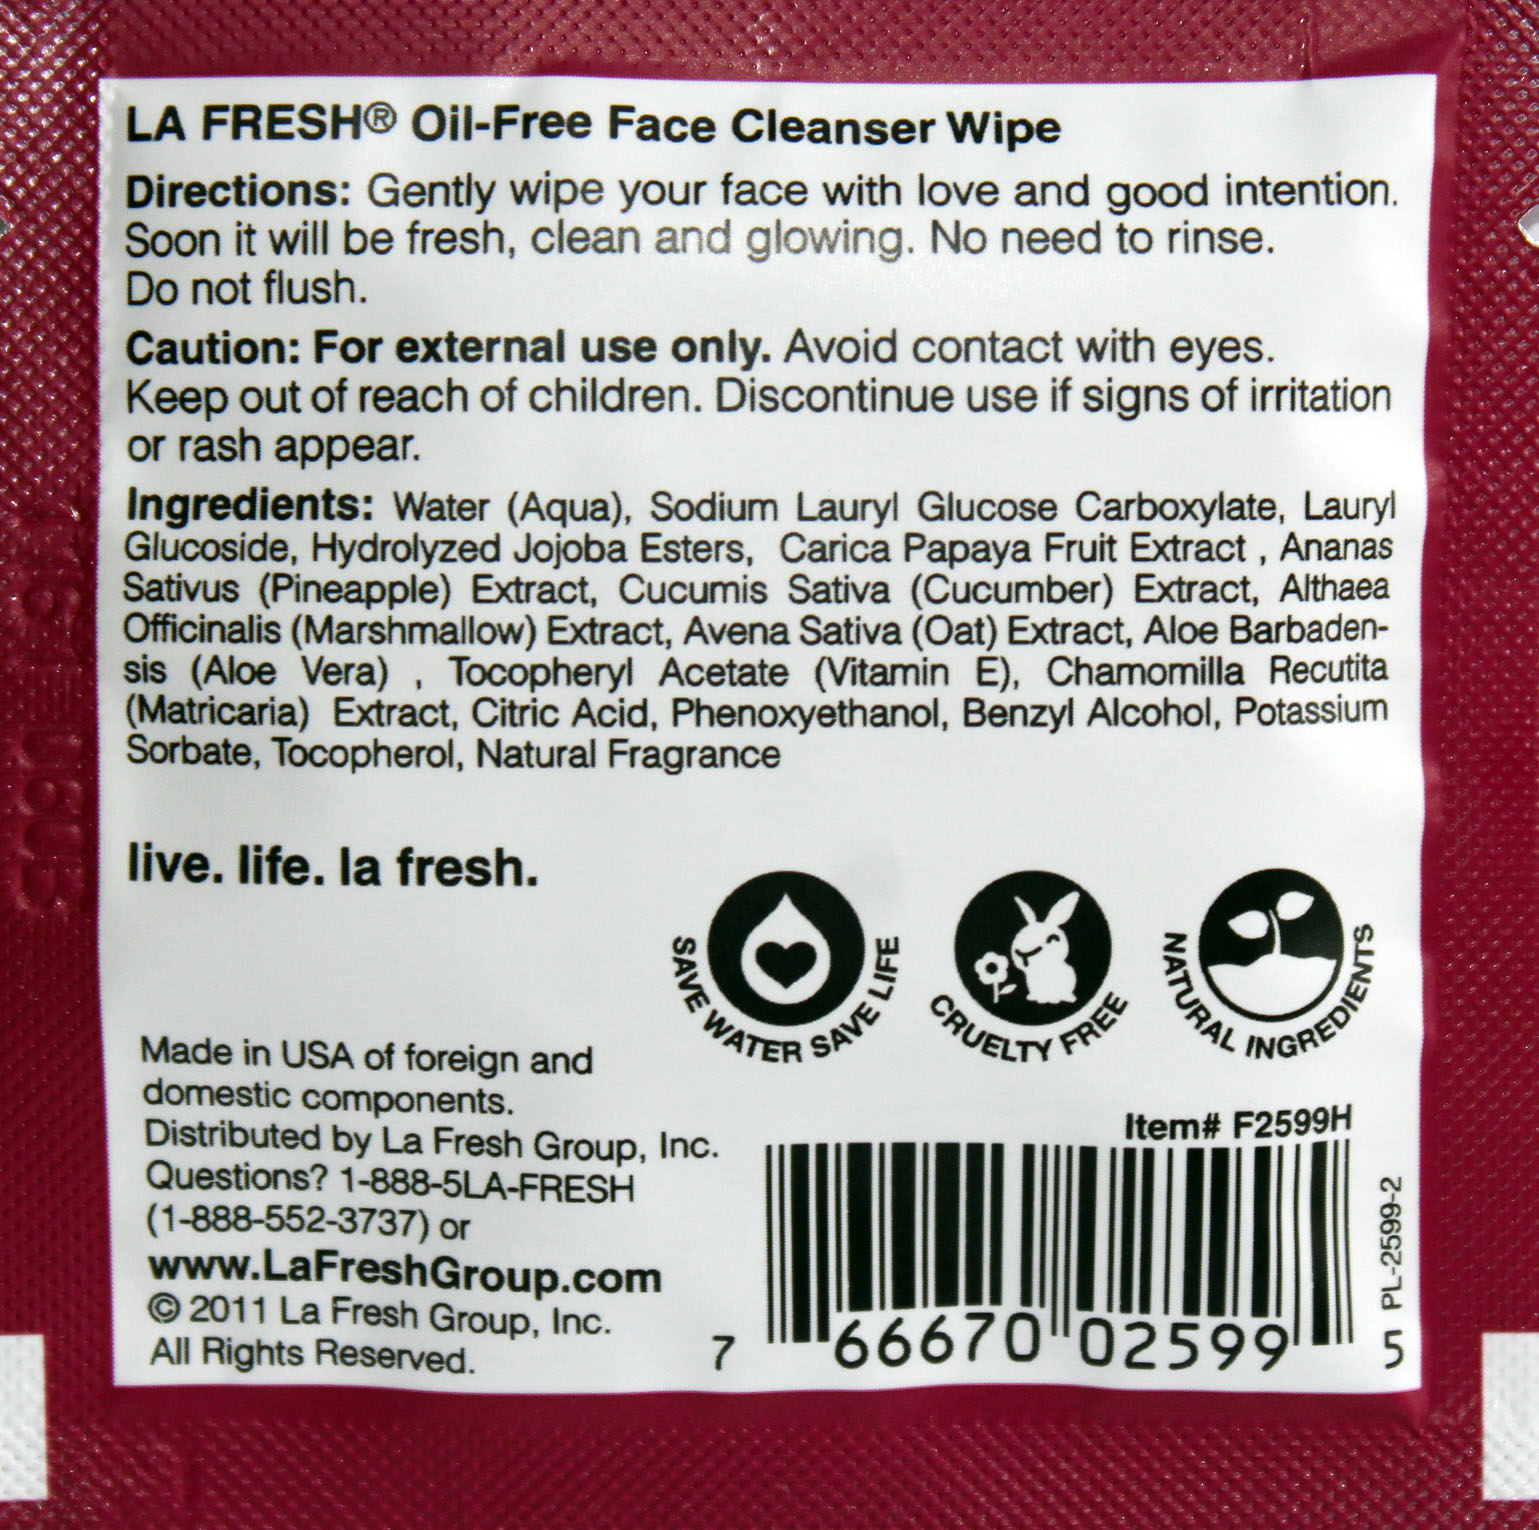 LA FRESH® Oil-Free Face Cleanser Wipe
Directions: Gently wipe your face with love and good intention.
Soon it will be fresh, clean and glowing. No need to rinse.
Do not flush.
Caution: For external use only. Avoid contact with eyes.
Keep out of reach of children. Discontinue use if signs of irritation
or rash appear.
Ingredients: Water (Aqua), Sodium Lauryl Glucose Carboxylate, Lauryl
Glucoside, Hydrolyzed Jojoba Esters, Carica Papaya Fruit Extract , Ananas
Sativus (Pineapple) Extract, Cucumis Sativa (Cucumber) Extract, Althaea
Officinalis (Marshmallow) Extract, Avena Sativa (Oat) Extract, Aloe Barbaden-
sis (Aloe Vera) , Tocopheryl Acetate (Vitamin E), Chamomilla Recutita
(Matricaria) Extract, Citric Acid, Phenoxyethanol, Benzyl Alcohol, Potassium
Sorbate, Tocopherol, Natural Fragrance
live. life. la fresh.
SAVE WATER SAVE LIFE
CRUELTY FREE
NATURAL INGREDIENTS
Made in USA of foreign and
domestic components.
Distributed by La Fresh Group, Inc.
Questions? 1-888-5LA-FRESH
(1-888-552-3737) or
www.LaFreshGroup.com
© 2011 La Fresh Group, Inc.
All Rights Reserved.
Item# F2599H
7 66670 02599 5
PL-2599-2